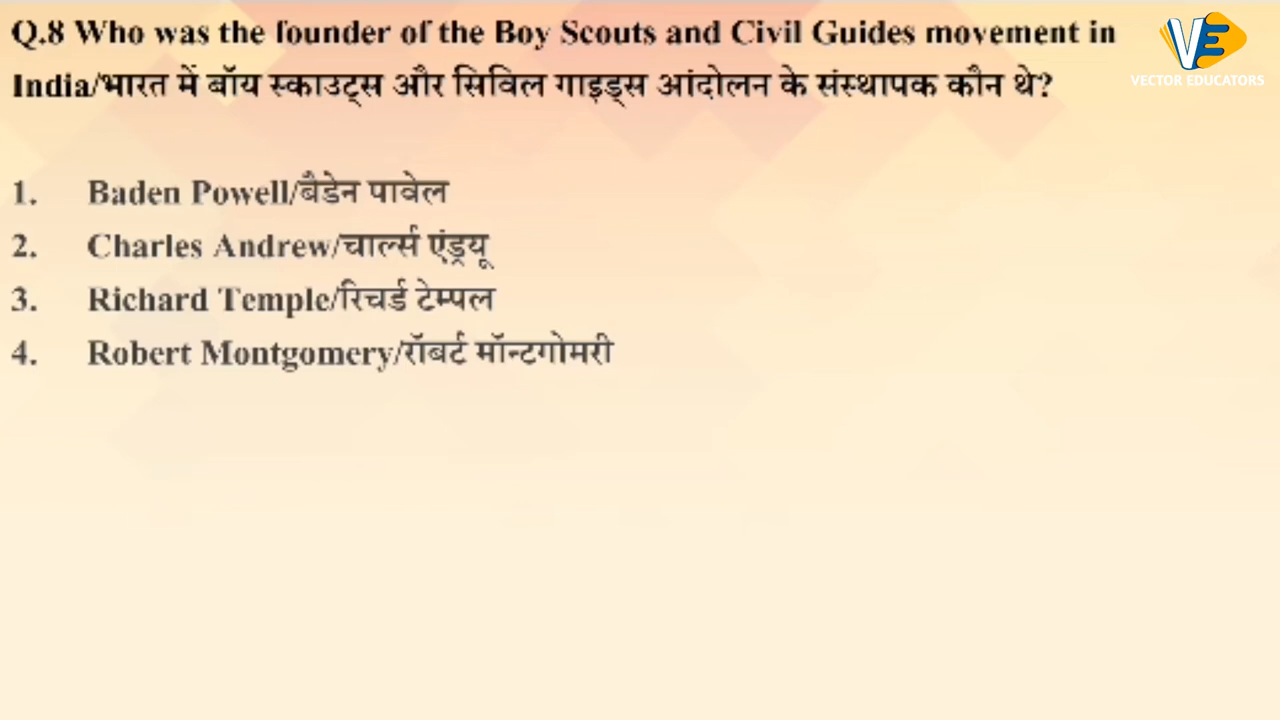 Q.8 Who was the founder of the Boy Scouts and Civil Guides movement in
India/भारत में बॉय स्काउट्स और सिविल गाइड्स आंदोलन के संस्थापक कौन थे?
VE
VECTOR EDUCATORS
1. Baden Powell/बैडेन पावेल
2. Charles Andrew/चार्ल्स एंड्रयू
3. Richard Temple/रिचर्ड टेम्पल
4. Robert Montgomery/रॉबर्ट मॉन्टगोमरी